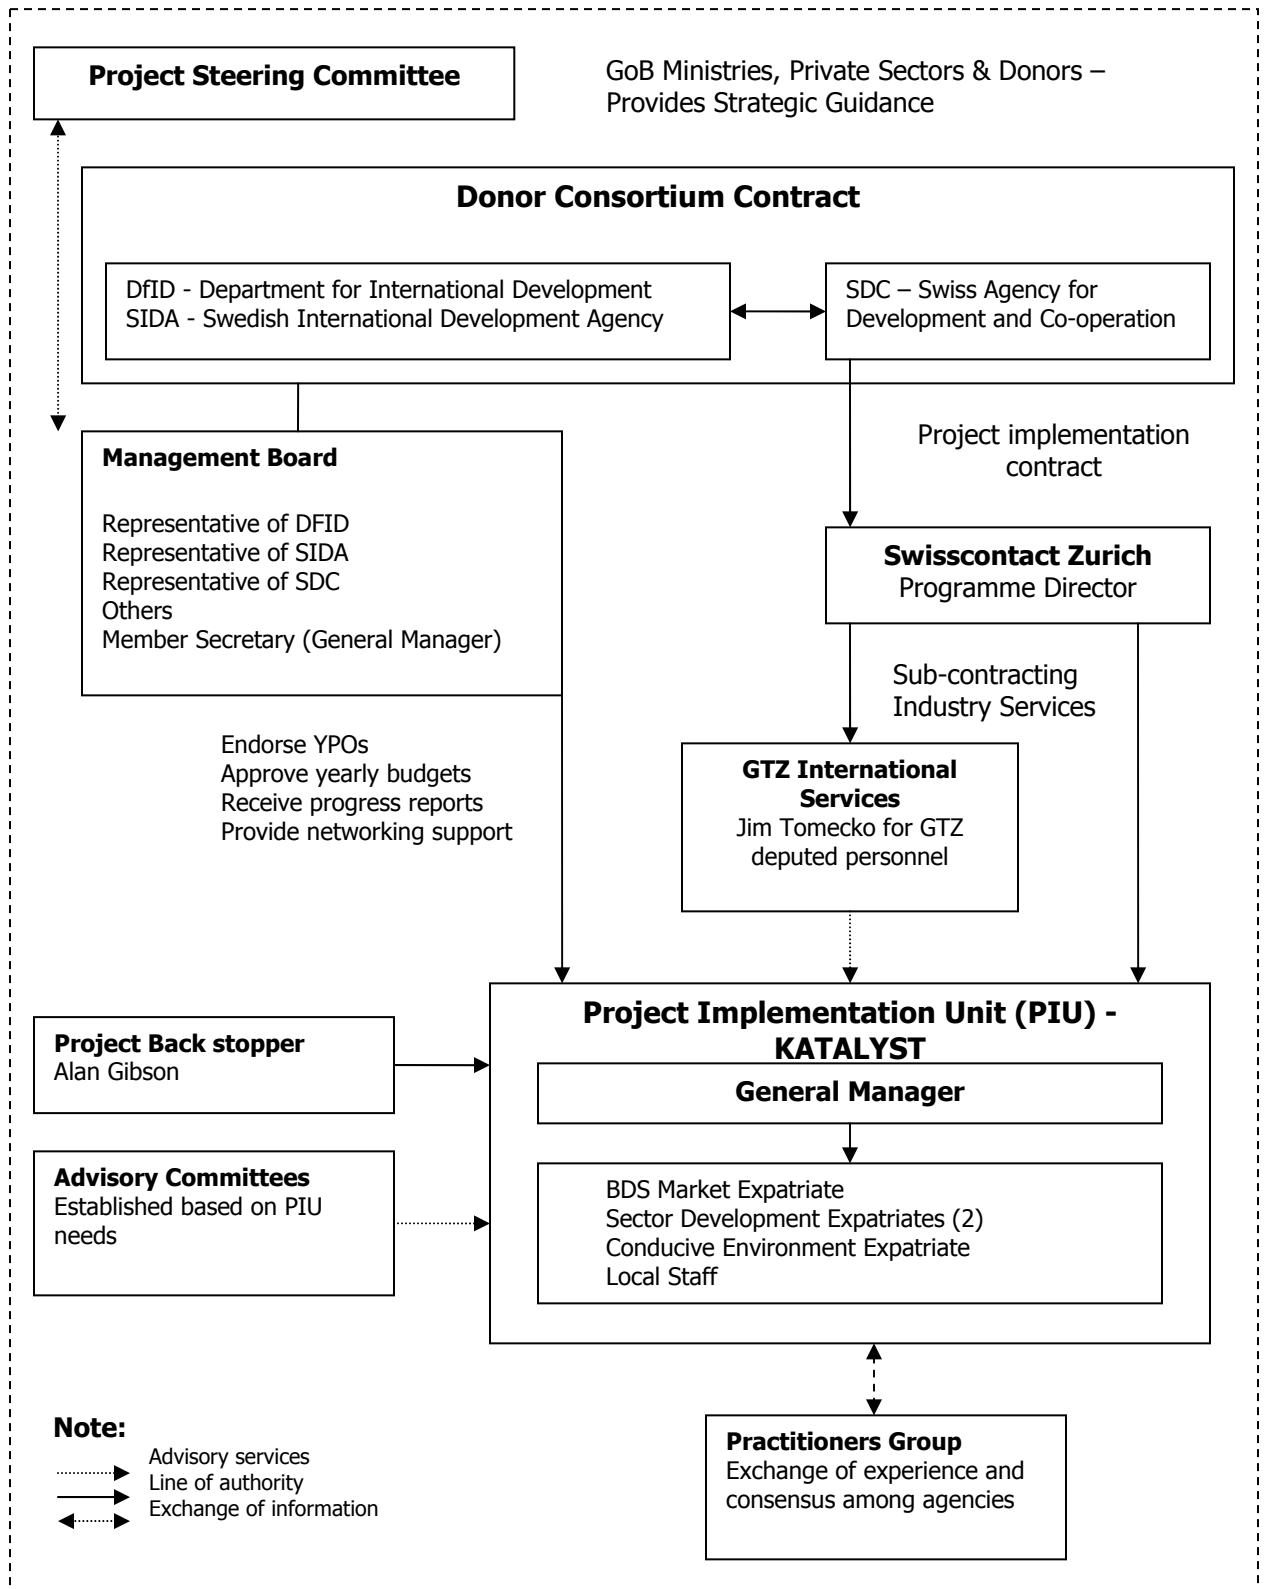 Project Steering Committee
GoB Ministries, Private Sectors & Donors –
Provides Strategic Guidance
Donor Consortium Contract
DfID - Department for International Development
SIDA - Swedish International Development Agency
SDC – Swiss Agency for
Development and Co-operation
Management Board
Representative of DFID
Representative of SIDA
Representative of SDC
Others
Member Secretary (General Manager)
Project implementation
contract
Swisscontact Zurich
Programme Director
Sub-contracting
Industry Services
Endorse YPOs
Approve yearly budgets
Receive progress reports
Provide networking support
GTZ International
Services
Jim Tomecko for GTZ
deputed personnel
Project Implementation Unit (PIU) -
KATALYST
General Manager
BDS Market Expatriate
Sector Development Expatriates (2)
Conducive Environment Expatriate
Local Staff
Project Back stopper
Alan Gibson
Advisory Committees
Established based on PIU
needs
Note:
Advisory services
Line of authority
Exchange of information
Practitioners Group
Exchange of experience and
consensus among agencies